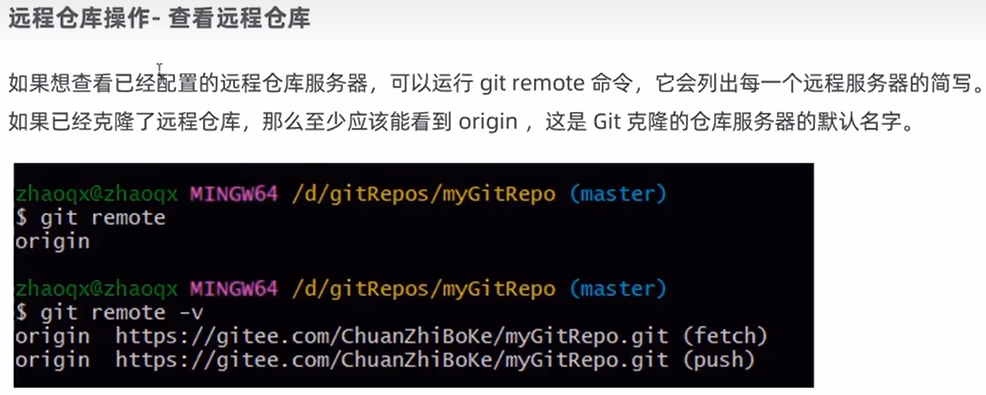 远程仓库操作- 查看远程仓库
如果想查看已经配置的远程仓库服务器，可以运行 git remote 命令，它会列出每一个远程服务器的简写。
如果已经克隆了远程仓库，那么至少应该能看到 origin ，这是 Git 克隆的仓库服务器的默认名字。
zhaoqx@zhaoqx MINGW64 /d/gitRepos/myGitRepo (master)
$ git remote
origin
zhaoqx@zhaoqx MINGW64 /d/gitRepos/myGitRepo (master)
$ git remote -v
origin  https://gitee.com/ChuanZhiBoKe/myGitRepo.git (fetch)
origin  https://gitee.com/ChuanZhiBoKe/myGitRepo.git (push)